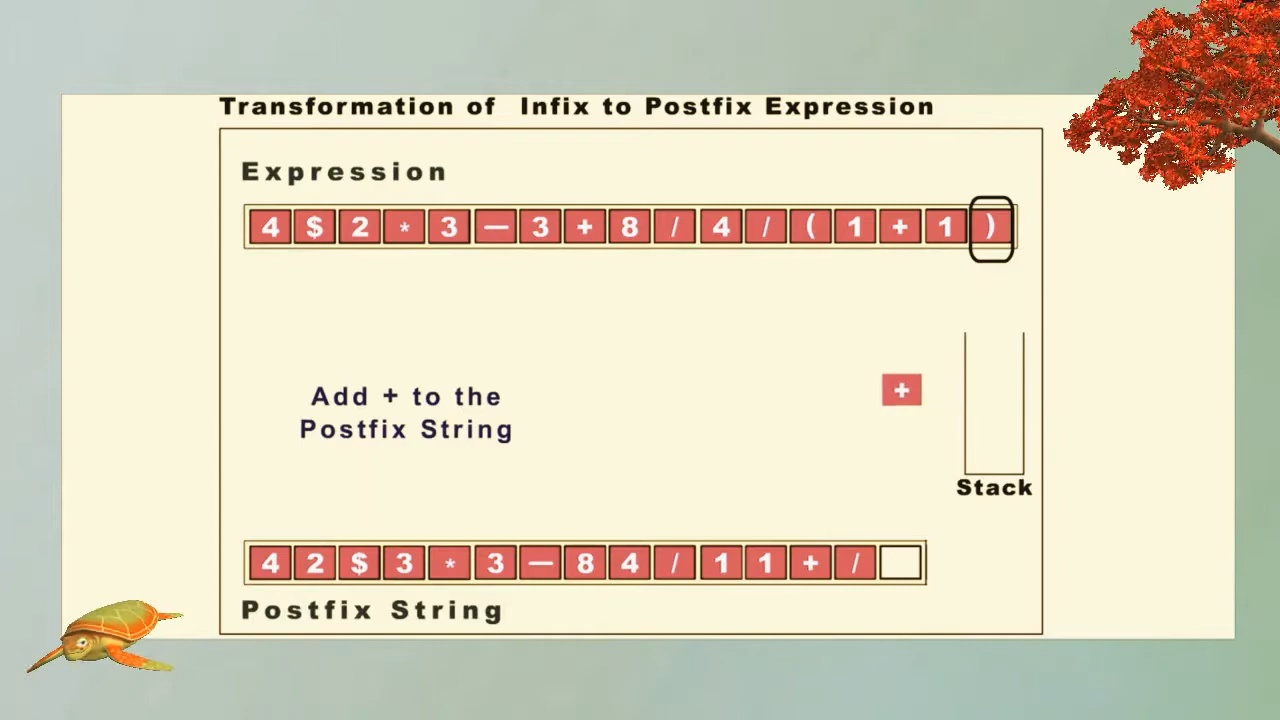 Transformation of Infix to Postfix Expression
Expression
4 $ 2 * 3 — 3 + 8 / 4 / ( 1 + 1 )
Add + to the
Postfix String
+
Stack
4 2 $ 3 * 3 — 8 4 / 1 1 + /
Postfix String